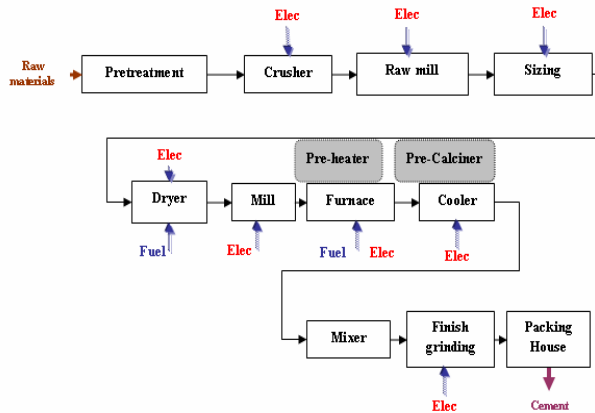 Elec
Elec
Elec
Raw
materials
Pretreatment
Crusher
Raw mill
Sizing
Elec
Pre-heater
Pre-Calciner
Dryer
Mill
Furnace
Cooler
Fuel
Elec
Fuel
Elec
Elec
Mixer
Finish
grinding
Packing
House
Elec
Cement